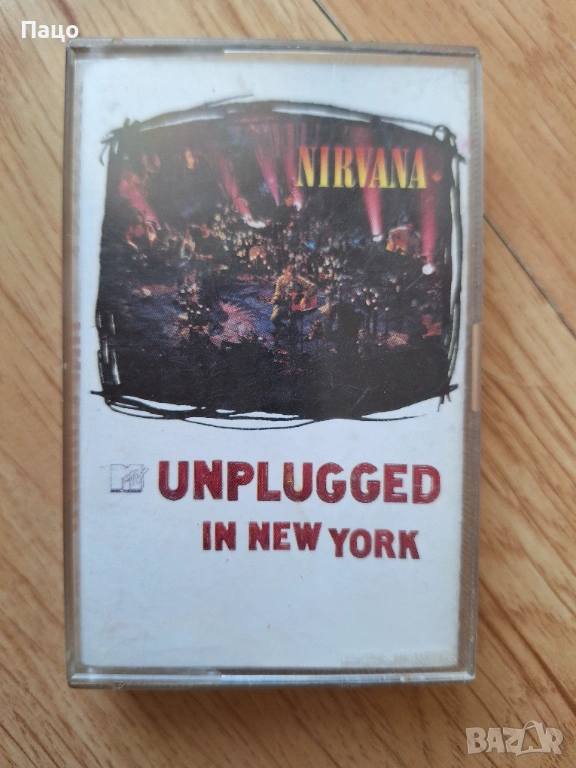 Пацо
NIRVANA
MTV UNPLUGGED
IN NEW YORK
BAZAR